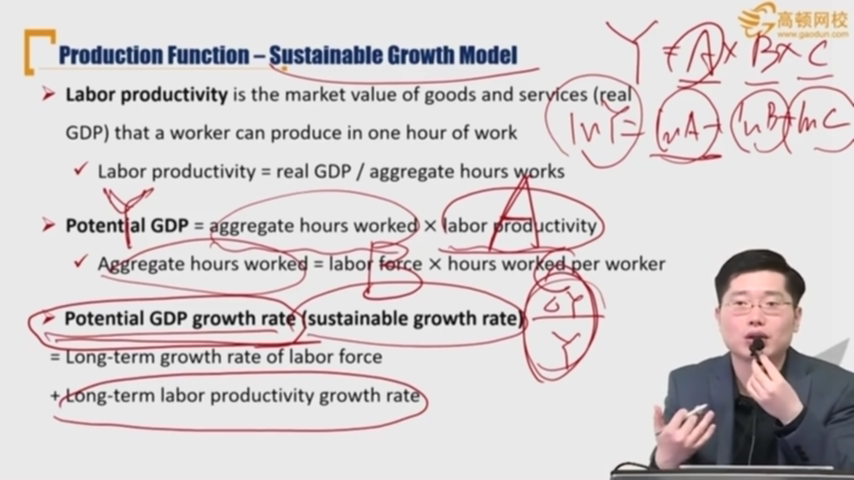 高顿网校
www.gaodun.com
Production Function – Sustainable Growth Model
Y = A × B × C
Labor productivity is the market value of goods and services (real
GDP) that a worker can produce in one hour of work
lnY = lnA + lnB + lnC
Labor productivity = real GDP / aggregate hours works
Y
A
Potential GDP = aggregate hours worked × labor productivity
B
Aggregate hours worked = labor force × hours worked per worker
Potential GDP growth rate (sustainable growth rate)
ΔY
Y
= Long-term growth rate of labor force
+ Long-term labor productivity growth rate